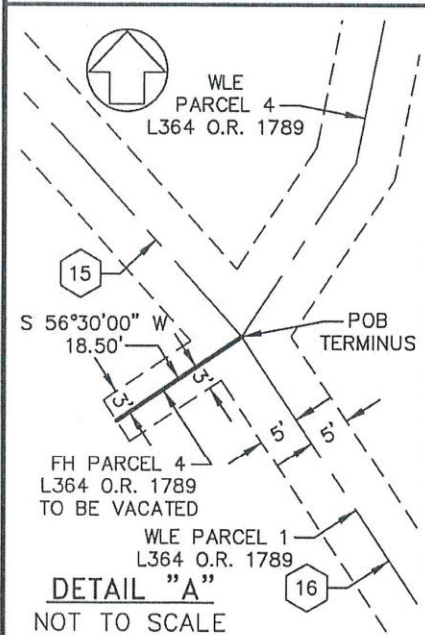 WLE
PARCEL 4
L364 O.R. 1789
15
S 56°30'00" W
18.50'
POB
TERMINUS
3'
3'
5'
5'
FH PARCEL 4
L364 O.R. 1789
TO BE VACATED
WLE PARCEL 1
L364 O.R. 1789
16
DETAIL "A"
NOT TO SCALE